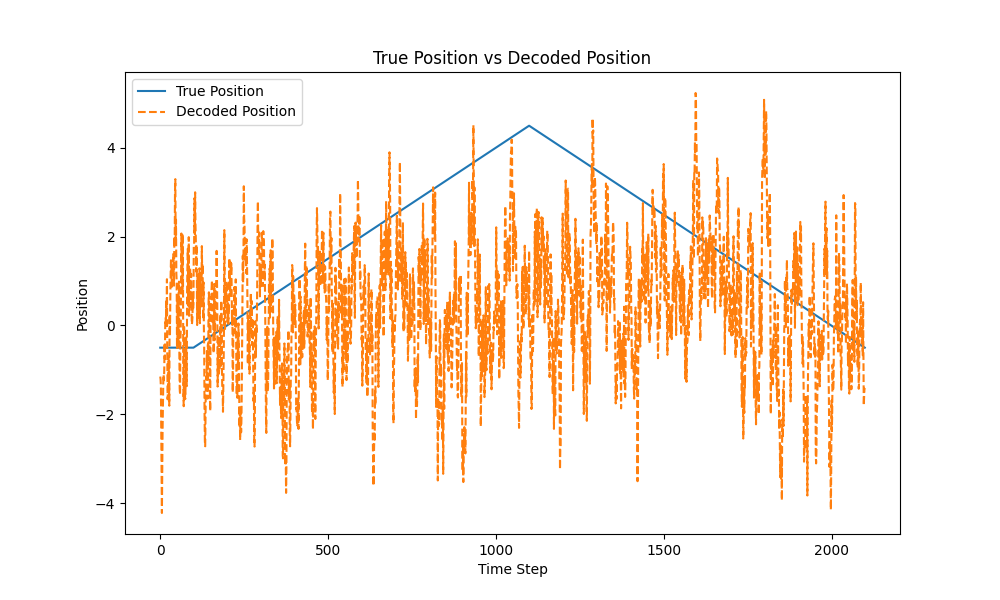 True Position vs Decoded Position
True Position
Decoded Position
Position
4
2
0
−2
−4
0 500 1000 1500 2000
Time Step